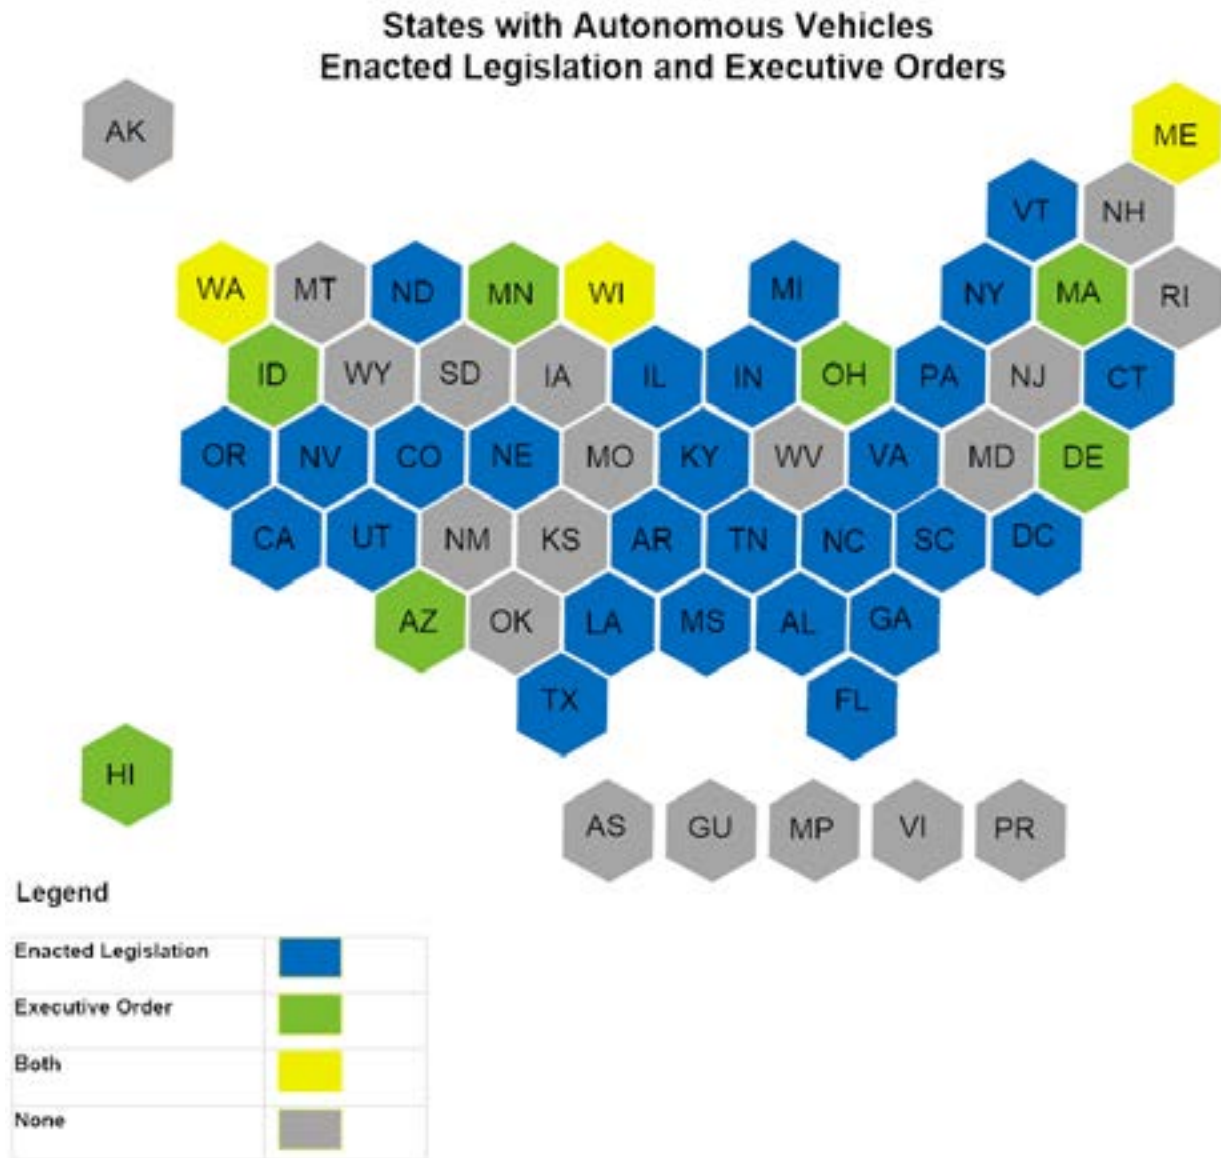 States with Autonomous Vehicles
Enacted Legislation and Executive Orders
AK
ME
VT NH
WA MT ND MN WI MI NY MA RI
ID WY SD IA IL IN OH PA NJ CT
OR NV CO NE MO KY WV VA MD DE
CA UT NM KS AR TN NC SC DC
AZ OK LA MS AL GA
TX FL
HI
AS GU MP VI PR
Legend
Enacted Legislation
Executive Order
Both
None